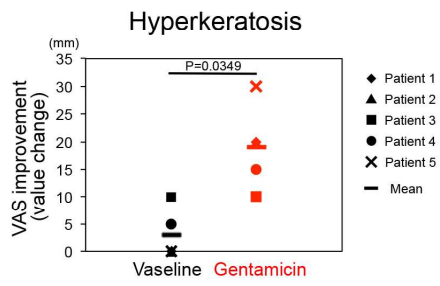 Hyperkeratosis
(mm)
35
30
25
20
15
10
5
0
VAS improvement
(value change)
P=0.0349
Vaseline
Gentamicin
Patient 1
Patient 2
Patient 3
Patient 4
Patient 5
Mean